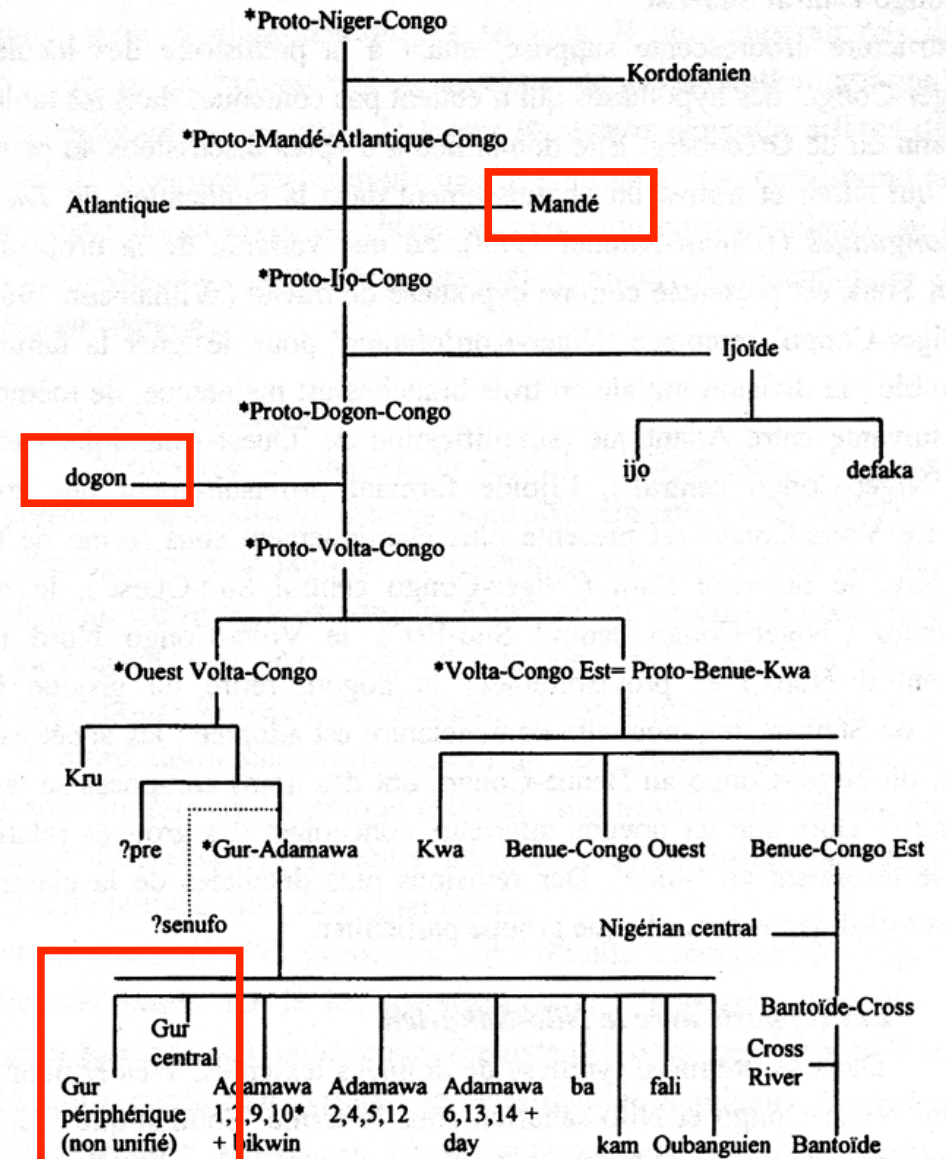 *Proto-Niger-Congo
Kordofanien
*Proto-Mandé-Atlantique-Congo
Atlantique
Mandé
*Proto-Ijo-Congo
Ijoïde
*Proto-Dogon-Congo
dogon
ijo
defaka
*Proto-Volta-Congo
*Ouest Volta-Congo
*Volta-Congo Est= Proto-Benue-Kwa
Kru
?pre
*Gur-Adamawa
Kwa
Benue-Congo Ouest
Benue-Congo Est
?senufo
Nigérian central
Bantoïde-Cross
Gur
central
Cross
River
Gur
périphérique
(non unifié)
Adamawa
+ bikwin
Adamawa
2,4,5,12
Adamawa
6,13,14 +
day
ba
fali
kam
Oubanguien
Bantoïde